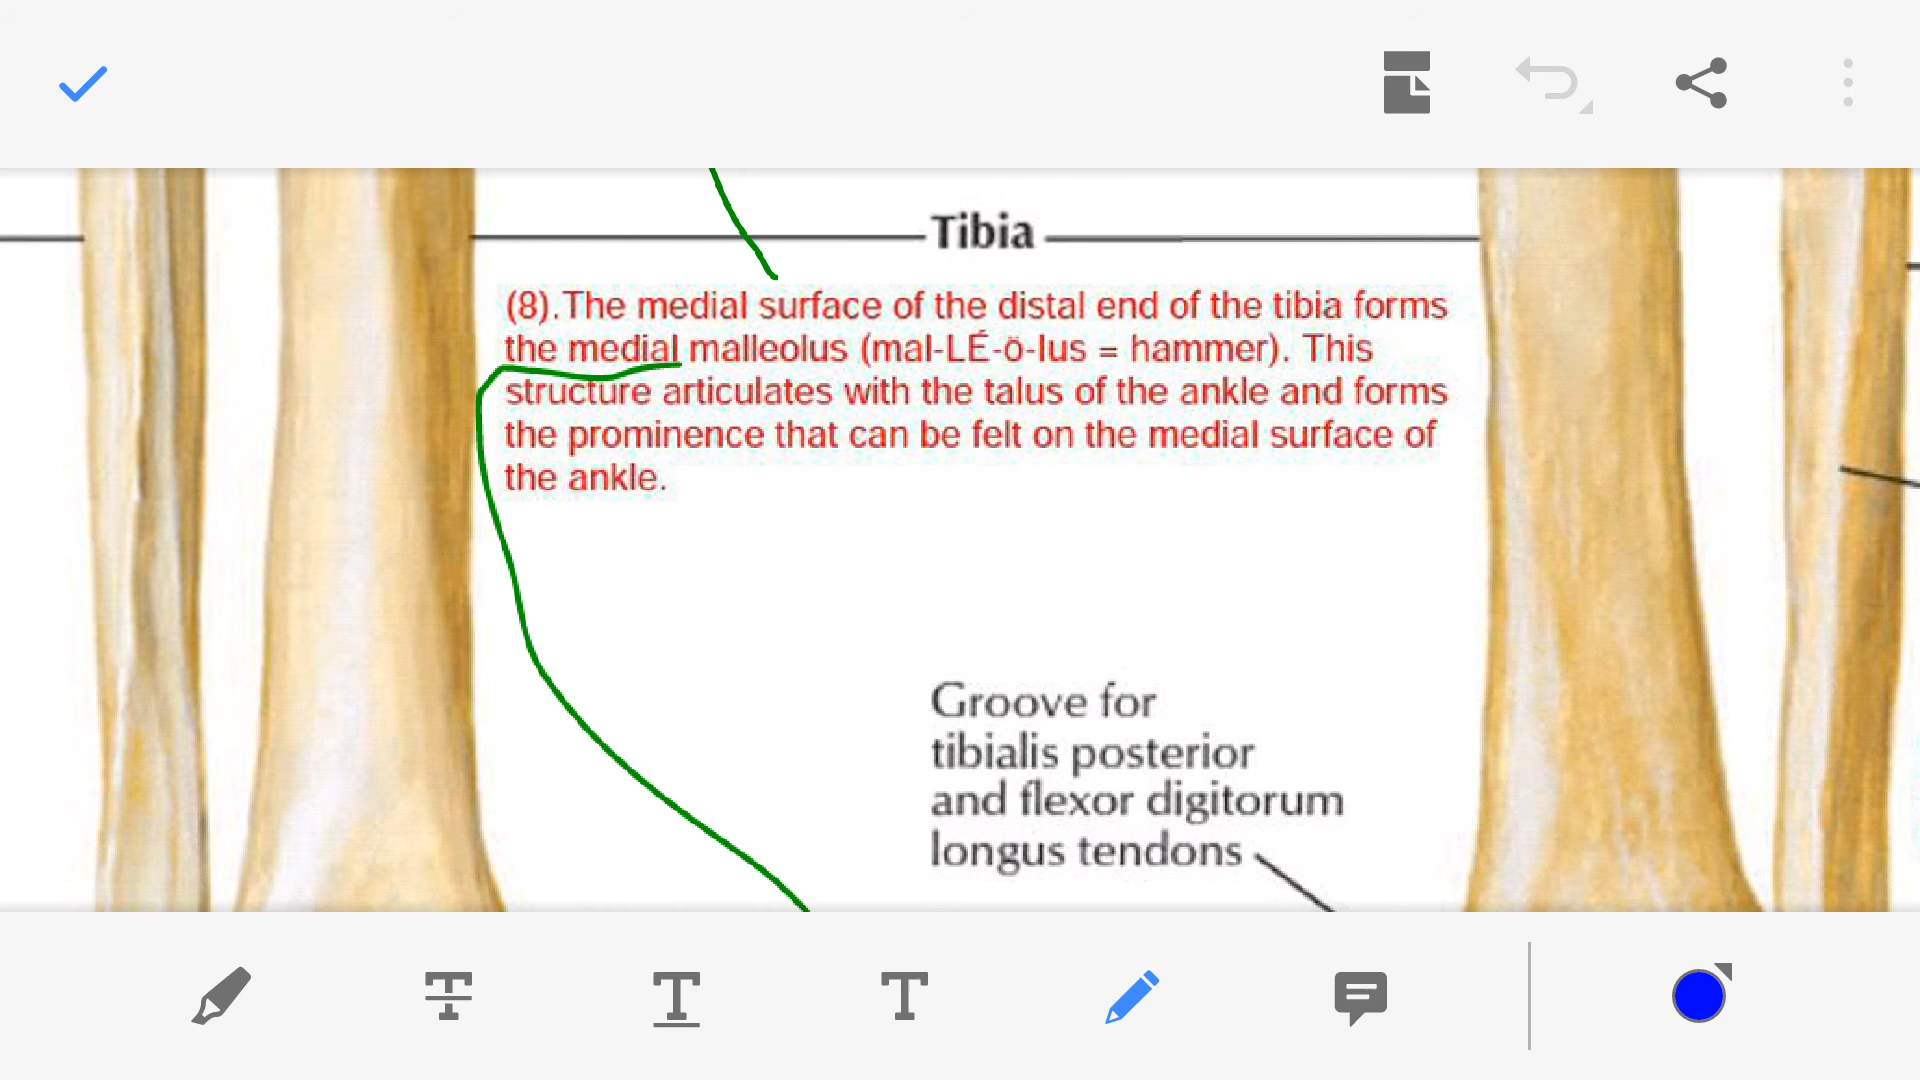 Tibia
(8).The medial surface of the distal end of the tibia forms
the medial malleolus (mal-LÉ-ö-lus = hammer). This
structure articulates with the talus of the ankle and forms
the prominence that can be felt on the medial surface of
the ankle.
Groove for
tibialis posterior
and flexor digitorum
longus tendons